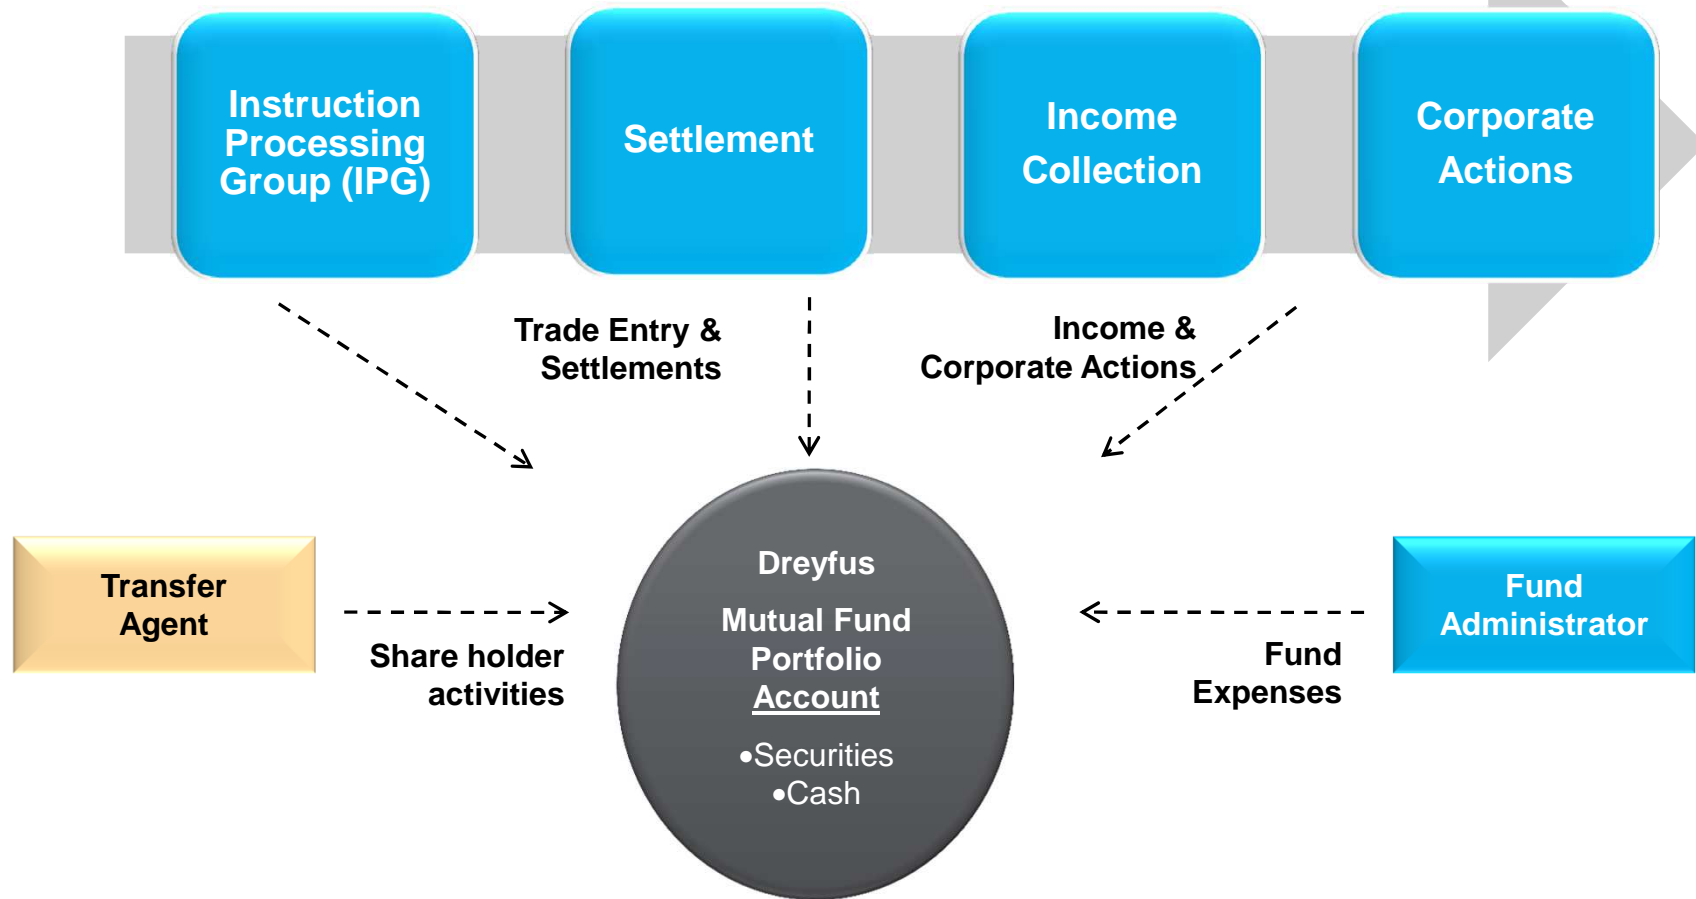 Instruction
Processing
Group (IPG)
Settlement
Income
Collection
Corporate
Actions
Trade Entry &
Settlements
Income &
Corporate Actions
Transfer
Agent
Share holder
activities
Dreyfus
Mutual Fund
Portfolio
Account
•Securities
•Cash
Fund
Expenses
Fund
Administrator